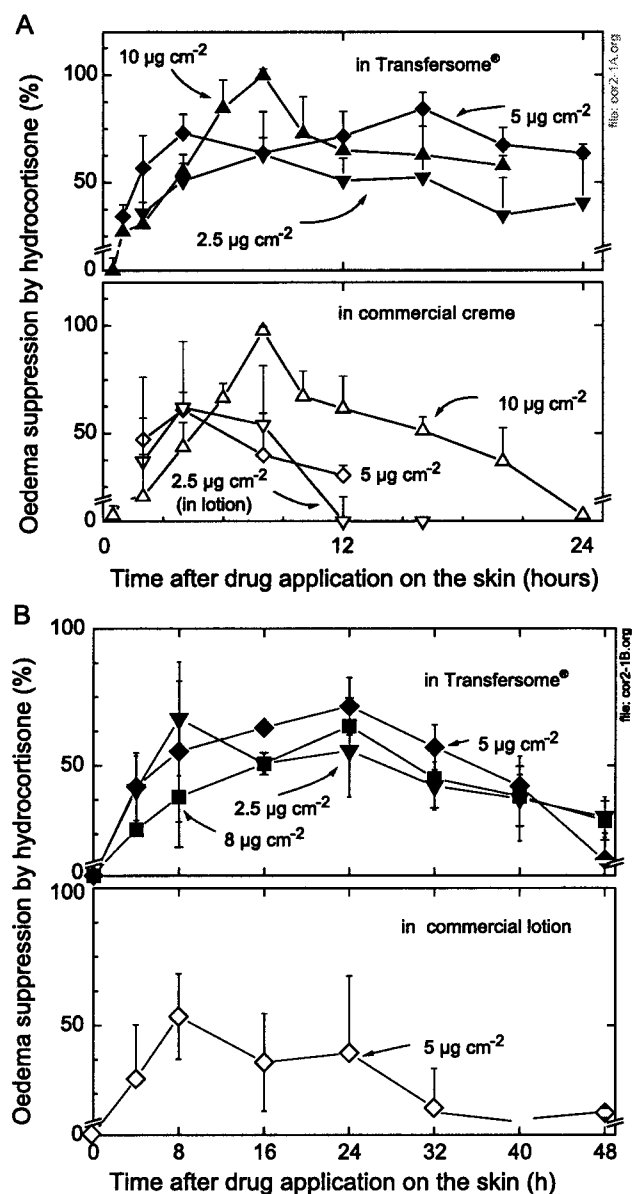 A
Oedema suppression by hydrocortisone (%)
100
50
0
10 µg cm-2
in Transfersome®
5 µg cm-2
2.5 µg cm-2
file: cor2-1A.org
100
50
0
in commercial creme
10 µg cm-2
5 µg cm-2
2.5 µg cm-2
(in lotion)
0
12
24
Time after drug application on the skin (hours)
B
Oedema suppression by hydrocortisone (%)
100
50
0
in Transfersome®
5 µg cm-2
2.5 µg cm-2
8 µg cm-2
file: cor2-1B.org
100
50
0
in commercial lotion
5 µg cm-2
0
8
16
24
32
40
48
Time after drug application on the skin (h)